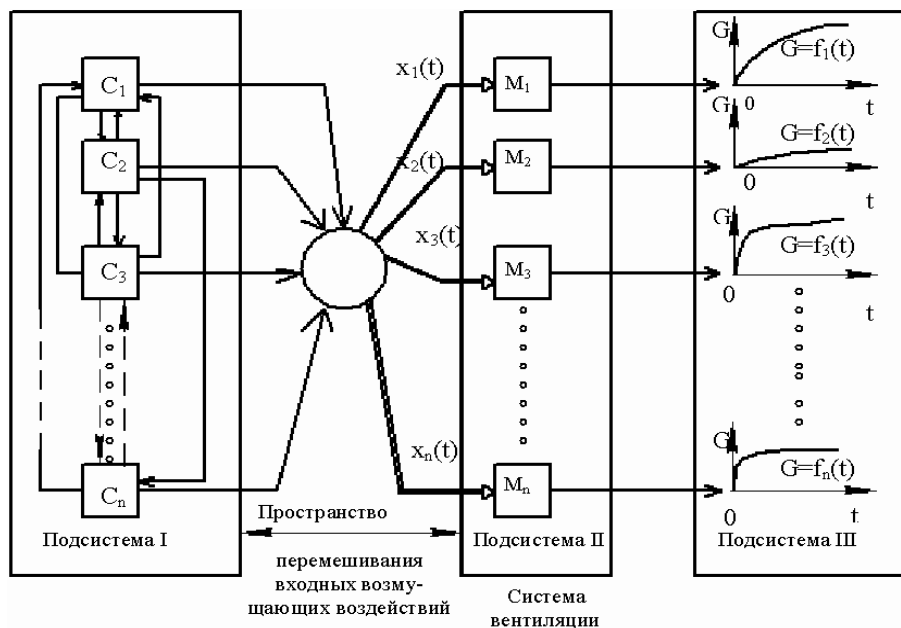 C₁
C₂
C₃
Cₙ
Подсистема I
x₁(t)
x₂(t)
x₃(t)
xₙ(t)
Пространство
перемешивания
входных возму-
щающих воздействий
M₁
M₂
M₃
Mₙ
Подсистема II
Система
вентиляции
G
G=f₁(t)
0
t
G
G=f₂(t)
0
t
G
G=f₃(t)
0
t
G
G=fₙ(t)
0
t
Подсистема III